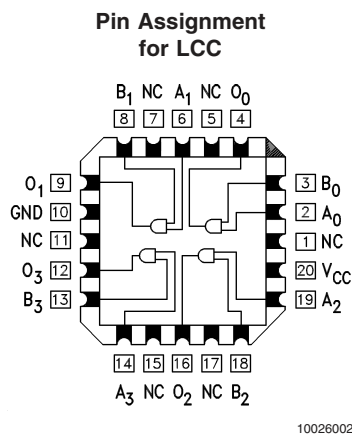 Pin Assignment
for LCC
B1 NC A1 NC O0
8 7 6 5 4
O1 9
GND 10
NC 11
O3 12
B3 13
3 B0
2 A0
1 NC
20 VCC
19 A2
14 15 16 17 18
A3 NC O2 NC B2
10026002